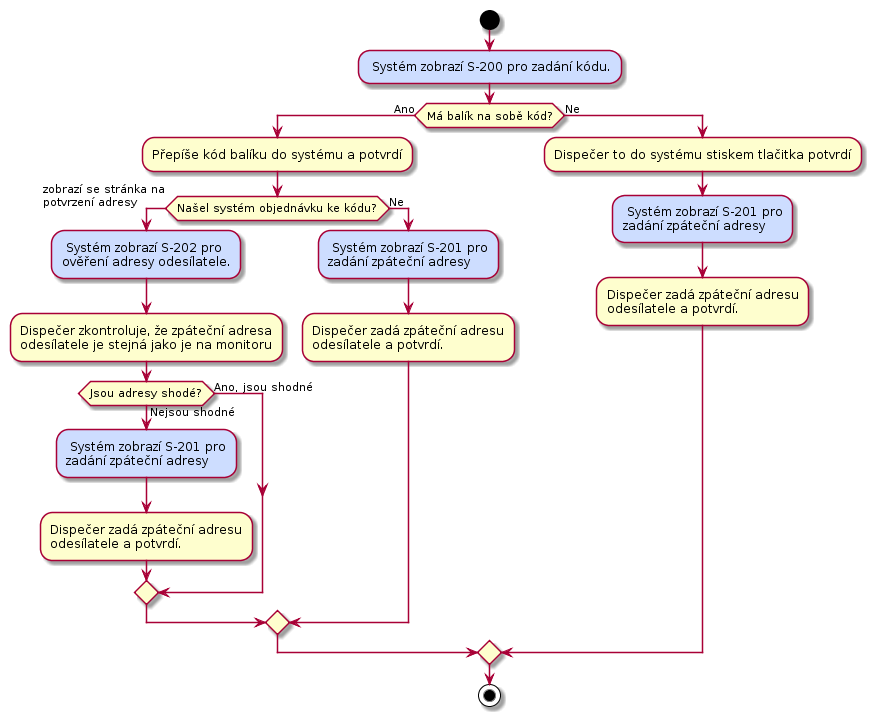 Systém zobrazí S-200 pro zadání kódu.
Ano
Má balík na sobě kód?
Ne
Přepíše kód balíku do systému a potvrdí
Dispečer to do systému stiskem tlačitka potvrdí
zobrazí se stránka na
potvrzení adresy
Našel systém objednávku ke kódu?
Ne
Systém zobrazí S-202 pro
ověření adresy odesílatele.
Systém zobrazí S-201 pro
zadání zpáteční adresy
Systém zobrazí S-201 pro
zadání zpáteční adresy
Dispečer zkontroluje, že zpáteční adresa
odesílatele je stejná jako je na monitoru
Dispečer zadá zpáteční adresu
odesílatele a potvrdí.
Dispečer zadá zpáteční adresu
odesílatele a potvrdí.
Jsou adresy shodé?
Ano, jsou shodné
Nejsou shodné
Systém zobrazí S-201 pro
zadání zpáteční adresy
Dispečer zadá zpáteční adresu
odesílatele a potvrdí.